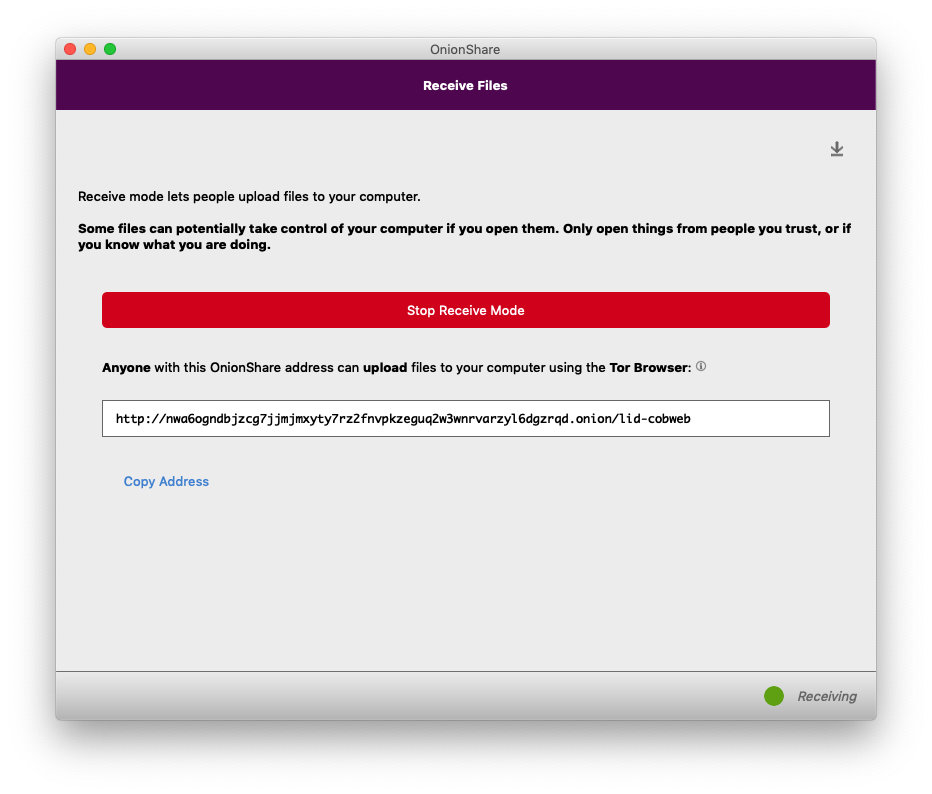 OnionShare
Receive Files
Receive mode lets people upload files to your computer.
Some files can potentially take control of your computer if you open them. Only open things from people you trust, or if
you know what you are doing.
Stop Receive Mode
Anyone with this OnionShare address can upload files to your computer using the Tor Browser:
http://nwa6ogndbjzcg7jjmjmxyty7rz2fnvpkzeguq2w3wnrvarzyl6dgzrqd.onion/lid-cobweb
Copy Address
Receiving